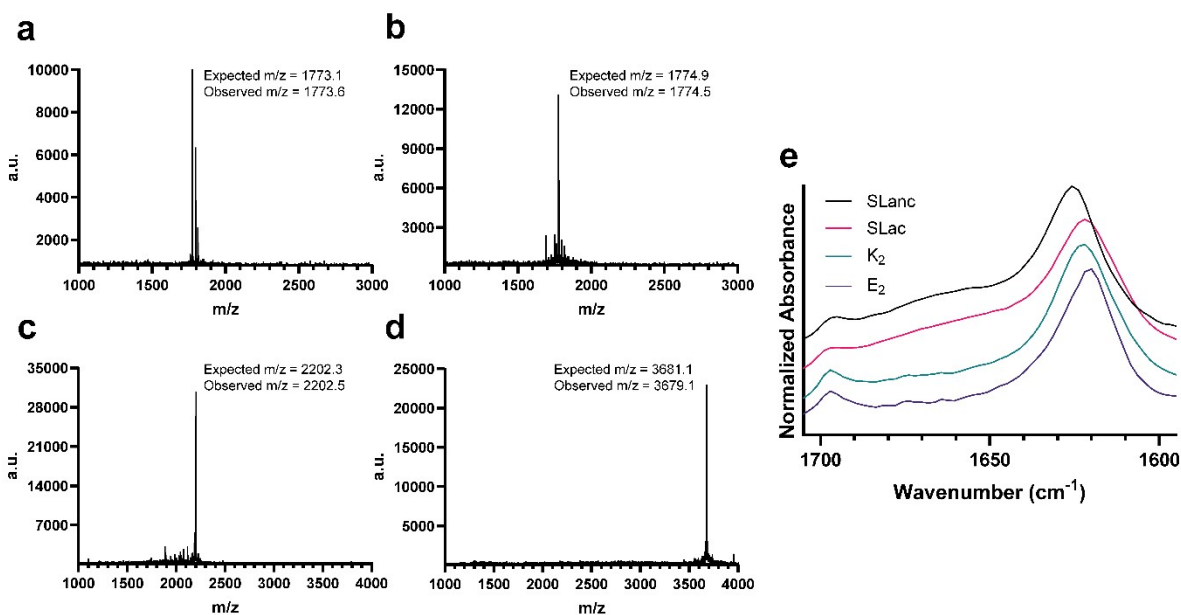 a
10000
8000
6000
4000
2000
a.u.
1000
1500
2000
2500
3000
m/z
Expected m/z = 1773.1
Observed m/z = 1773.6
b
15000
12000
9000
6000
3000
a.u.
1000
1500
2000
2500
3000
m/z
Expected m/z = 1774.9
Observed m/z = 1774.5
c
35000
28000
21000
14000
7000
a.u.
1000
1500
2000
2500
3000
3500
4000
m/z
Expected m/z = 2202.3
Observed m/z = 2202.5
d
25000
20000
15000
10000
5000
a.u.
1000
1500
2000
2500
3000
3500
4000
m/z
Expected m/z = 3681.1
Observed m/z = 3679.1
e
SLanc
SLac
K₂
E₂
Normalized Absorbance
1700
1650
1600
Wavenumber (cm⁻¹)